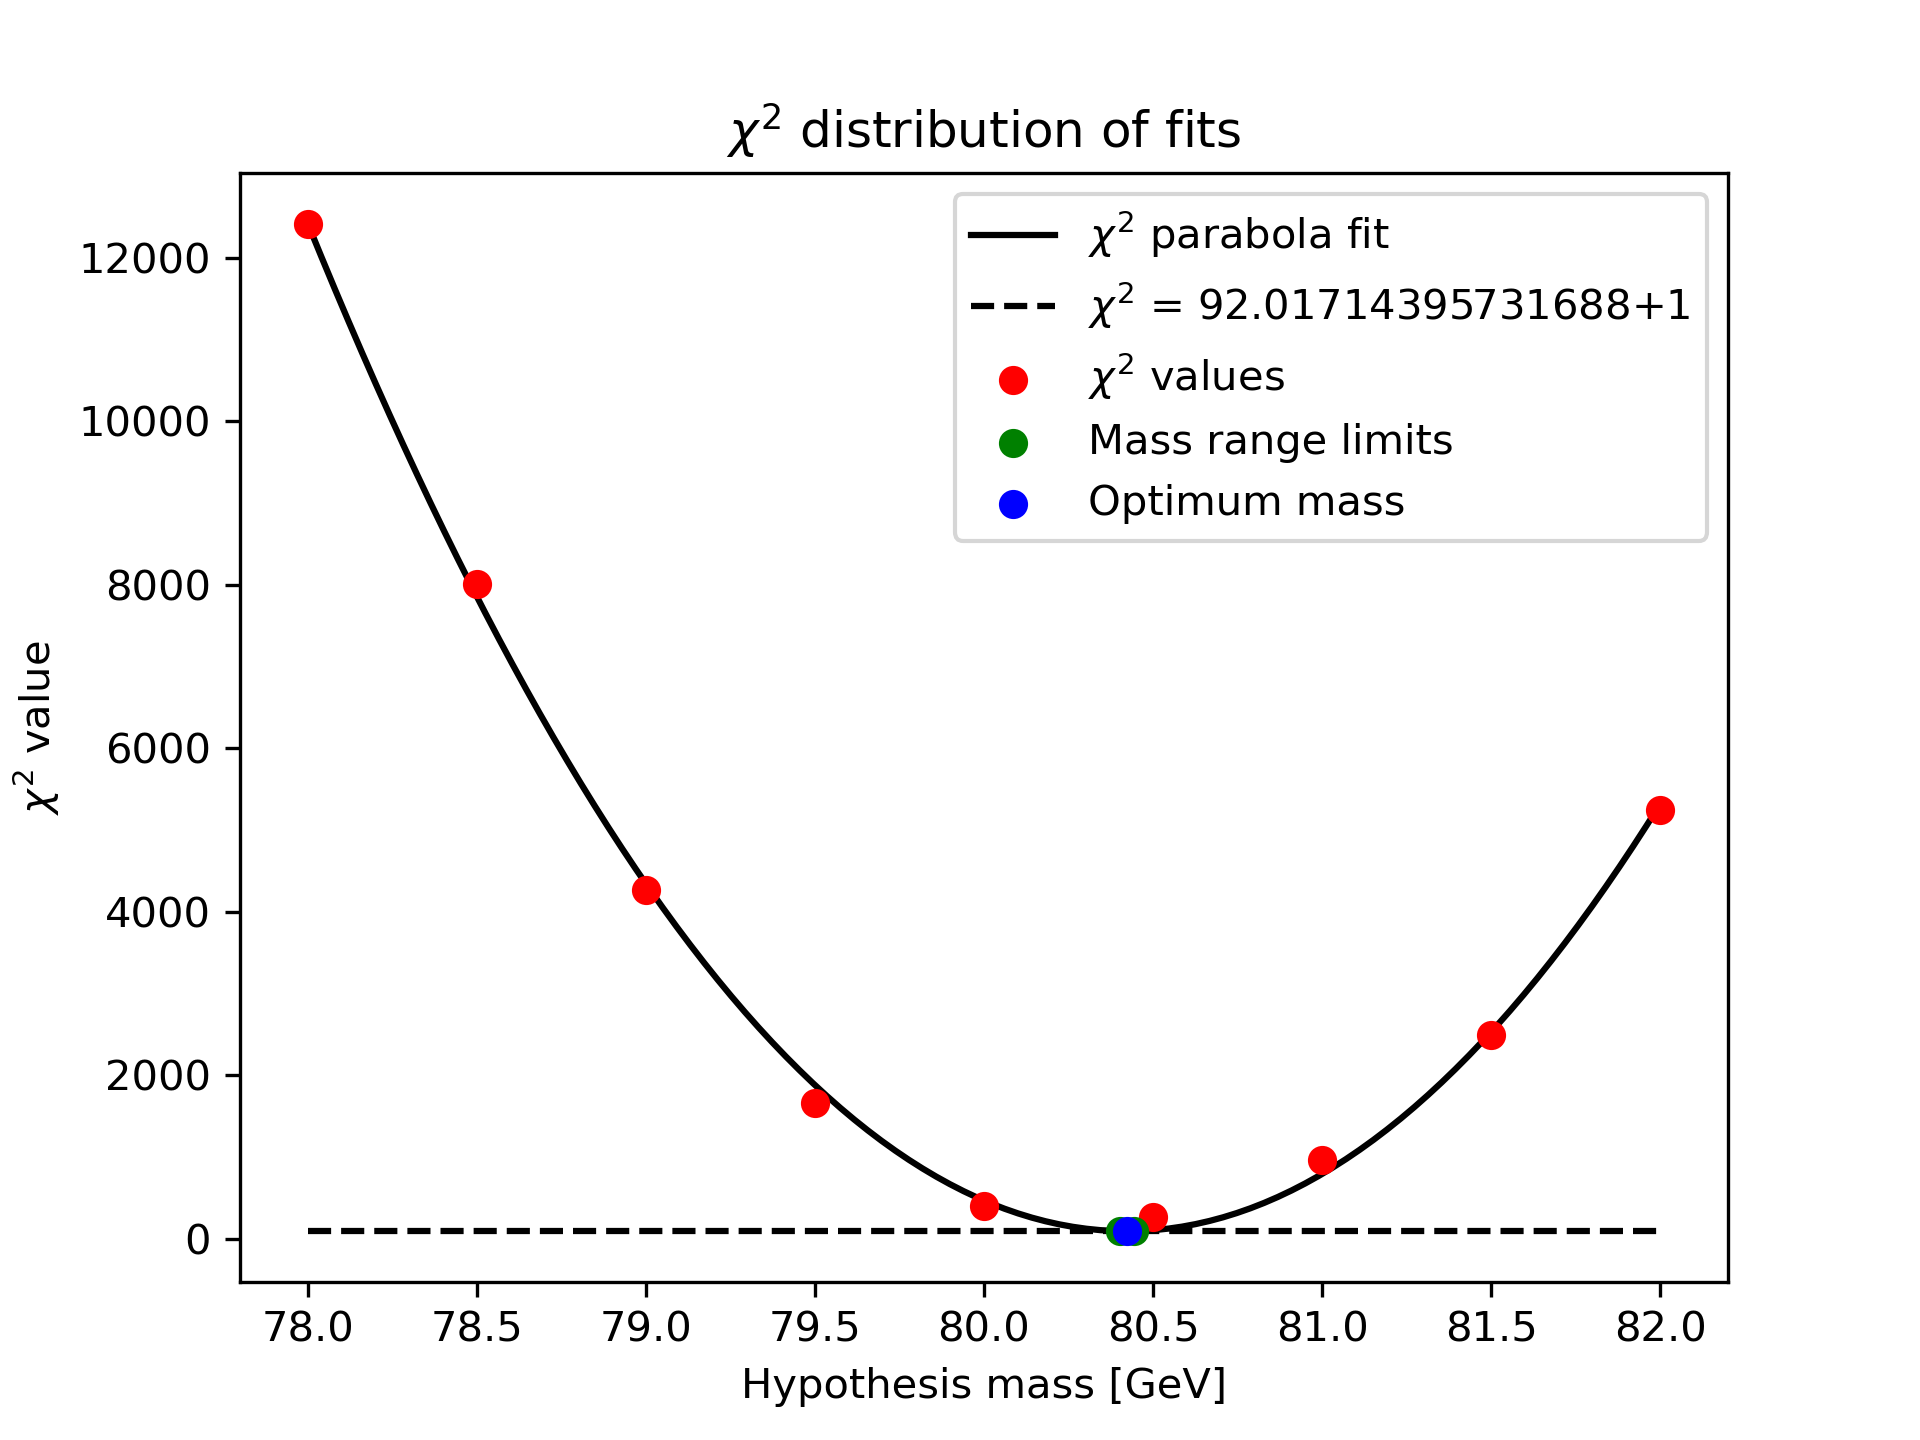 χ² distribution of fits
χ² parabola fit
χ² = 92.01714395731688+1
χ² values
Mass range limits
Optimum mass
χ² value
12000
10000
8000
6000
4000
2000
0
78.0 78.5 79.0 79.5 80.0 80.5 81.0 81.5 82.0
Hypothesis mass [GeV]